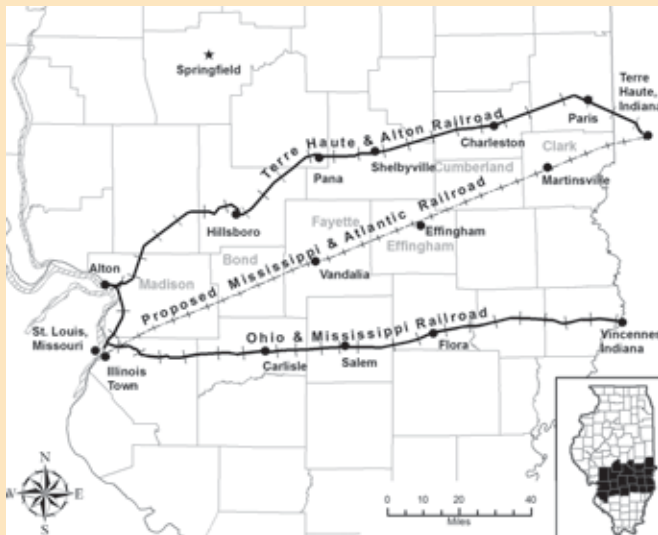 Springfield
Terre
Haute,
Indiana
Terre Haute & Alton Railroad
Paris
Charleston
Clark
Shelbyville
Pana
Cumberland
Martinsville
Hillsboro
Fayette
Effingham
Effingham
Proposed Mississippi & Atlantic Railroad
Bond
Vandalia
Alton
Madison
St. Louis,
Missouri
Ohio & Mississippi Railroad
Vincennes
Indiana
Flora
Salem
Carlisle
Illinois
Town
N
W
E
S
0
10
20
40
Miles